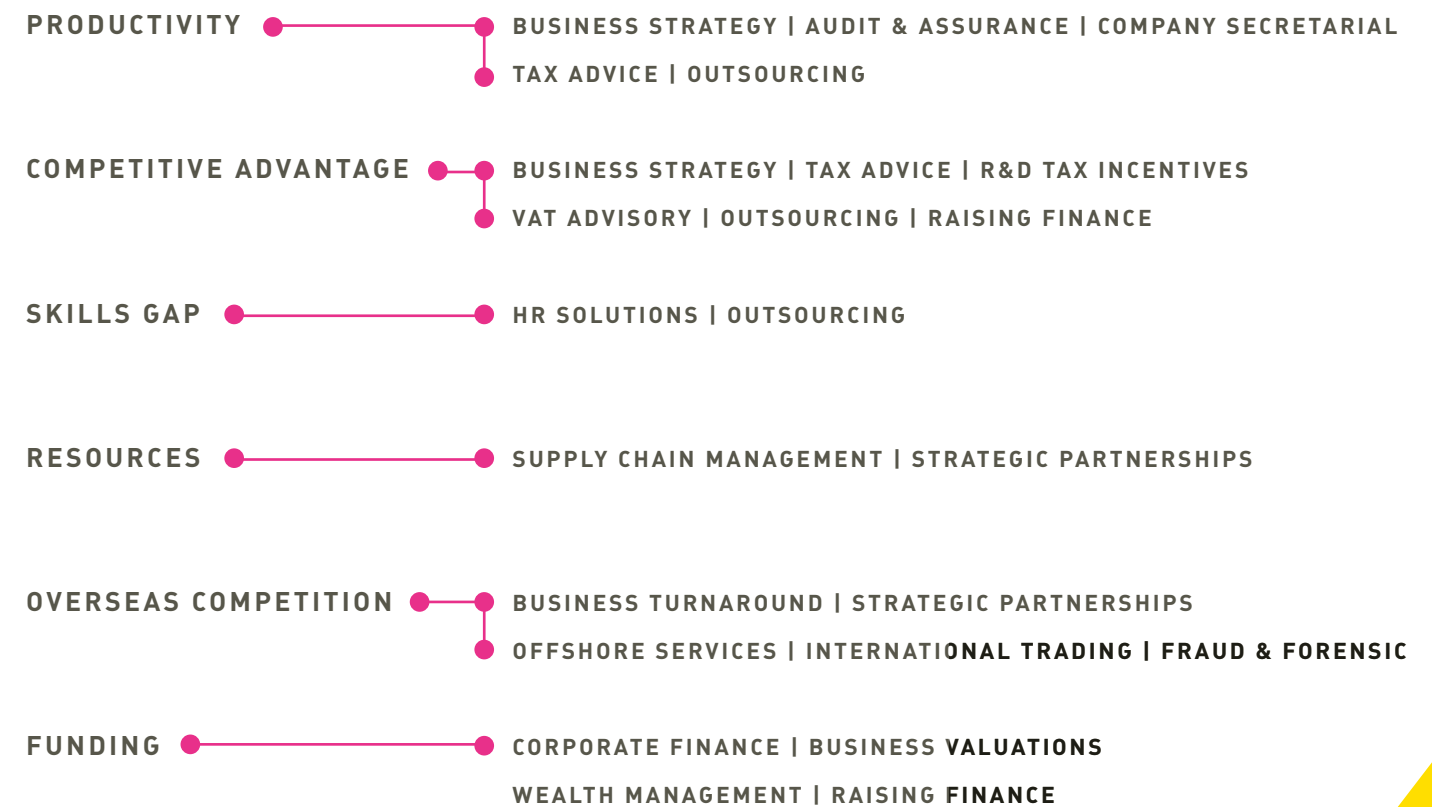 PRODUCTIVITY BUSINESS STRATEGY | AUDIT & ASSURANCE | COMPANY SECRETARIAL
TAX ADVICE | OUTSOURCING
COMPETITIVE ADVANTAGE BUSINESS STRATEGY | TAX ADVICE | R&D TAX INCENTIVES
VAT ADVISORY | OUTSOURCING | RAISING FINANCE
SKILLS GAP HR SOLUTIONS | OUTSOURCING
RESOURCES SUPPLY CHAIN MANAGEMENT | STRATEGIC PARTNERSHIPS
OVERSEAS COMPETITION BUSINESS TURNAROUND | STRATEGIC PARTNERSHIPS
OFFSHORE SERVICES | INTERNATIONAL TRADING | FRAUD & FORENSIC
FUNDING CORPORATE FINANCE | BUSINESS VALUATIONS
WEALTH MANAGEMENT | RAISING FINANCE